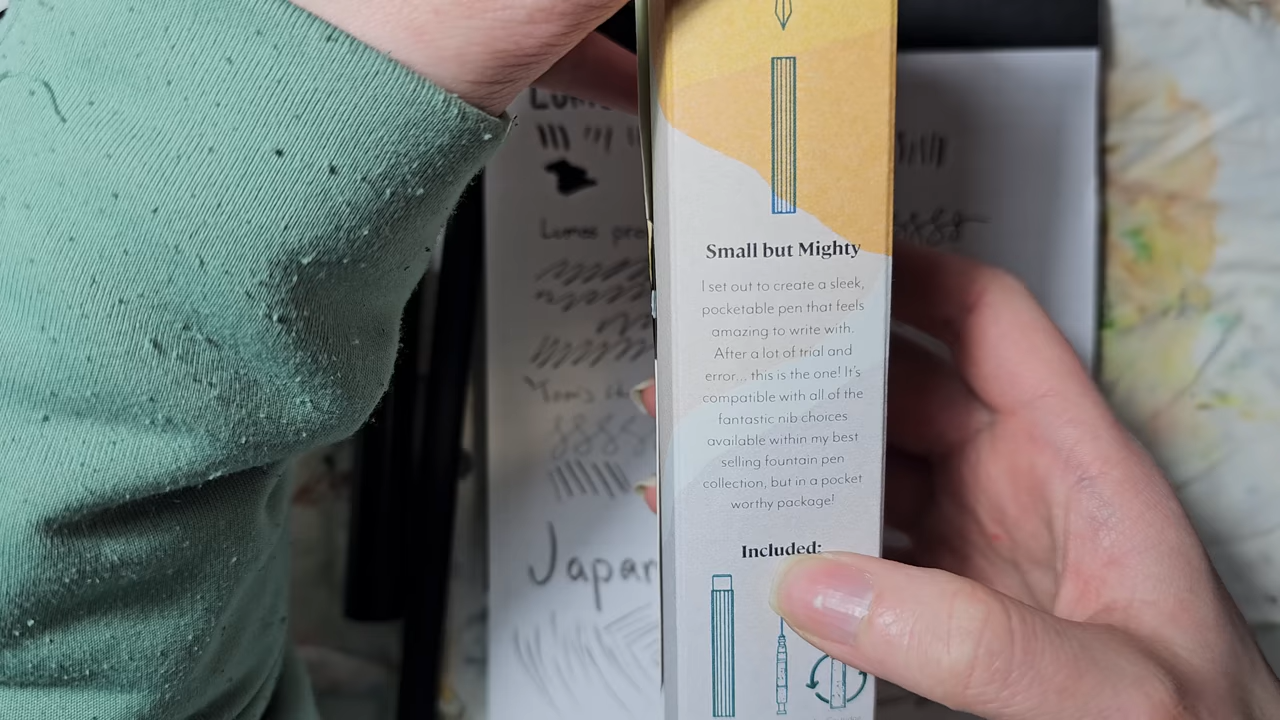 Small but Mighty
I set out to create a sleek,
pocketable pen that feels
amazing to write with.
After a lot of trial and
error... this is the one! It's
compatible with all of the
fantastic nib choices
available within my best
selling fountain pen
collection, but in a pocket
worthy package!
Included:
Lumos
Japan